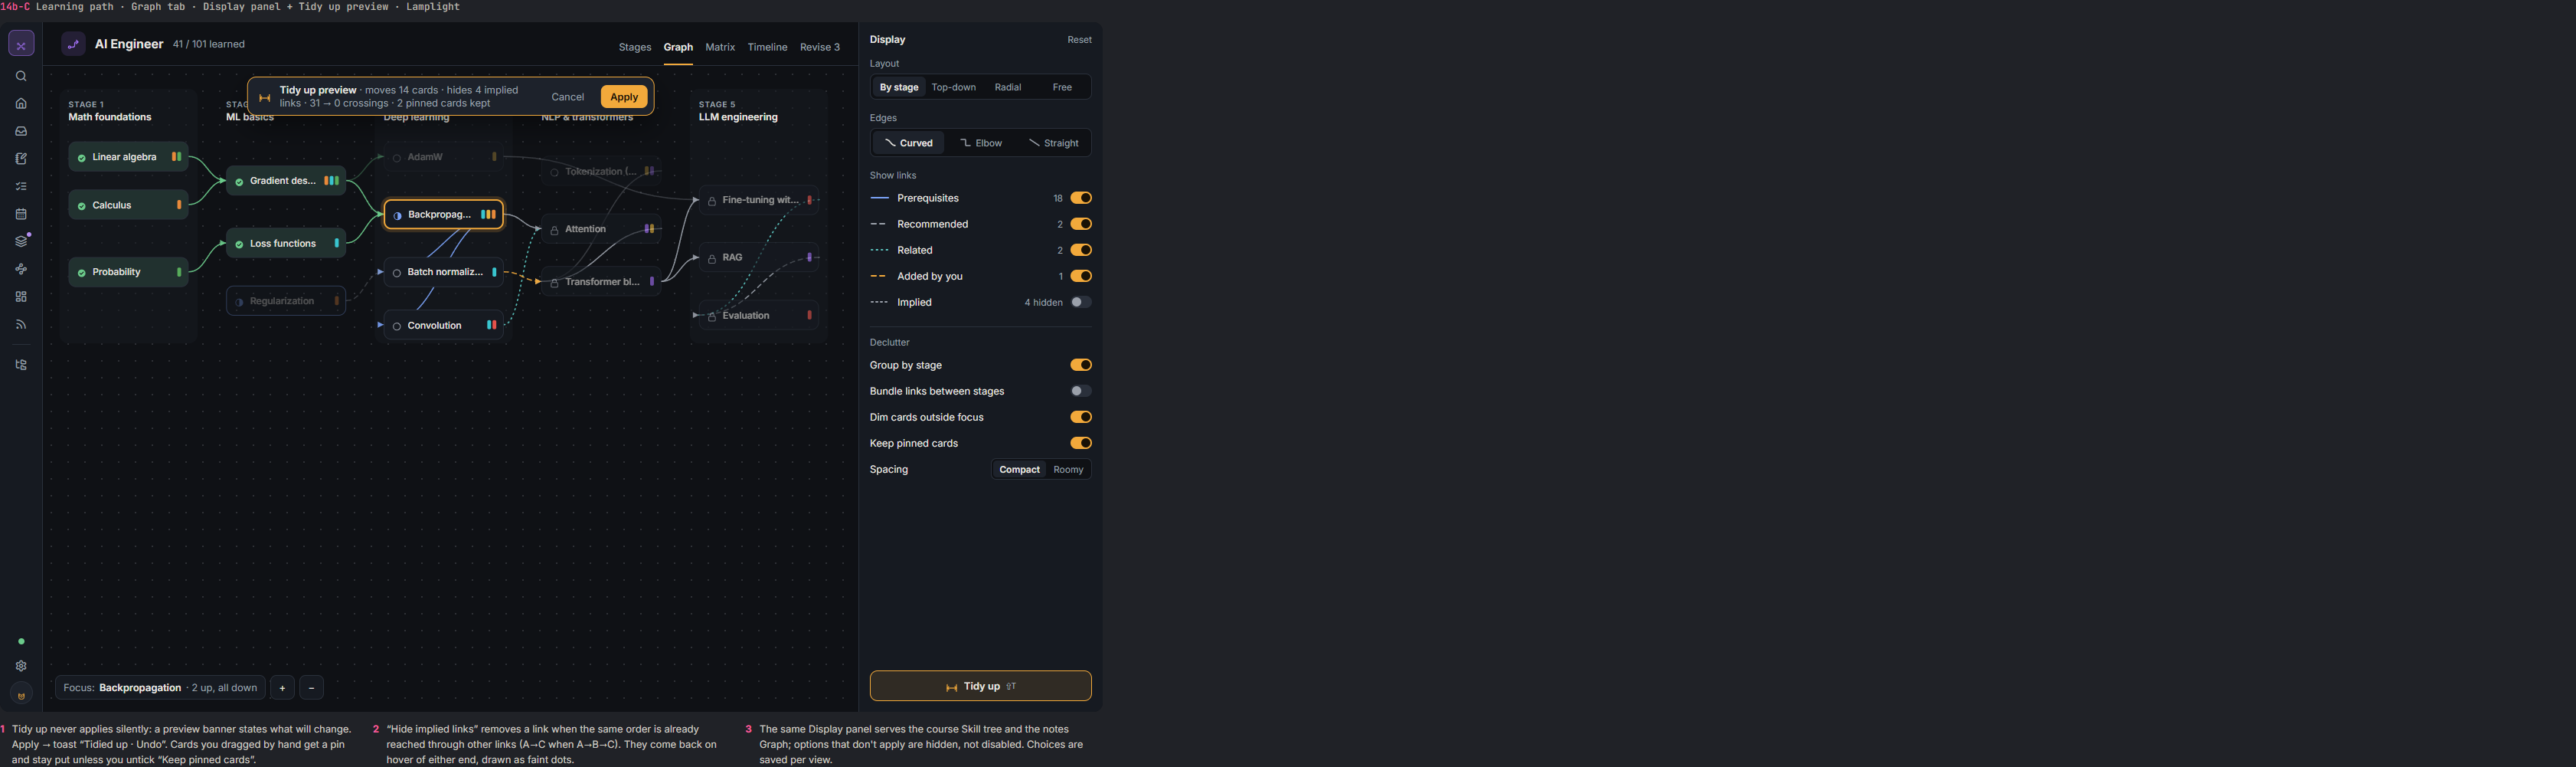 14b-C Learning path · Graph tab · Display panel + Tidy up preview · Lamplight
AI Engineer 41 / 101 learned
Stages Graph Matrix Timeline Revise 3
Tidy up preview · moves 14 cards · hides 4 implied
links · 31 → 0 crossings · 2 pinned cards kept
Cancel Apply
STAGE 1
Math foundations
Linear algebra
Calculus
Probability
ML basics
Gradient des...
Loss functions
Regularization
Deep learning
AdamW
Backpropag...
Batch normaliz...
Convolution
NLP & transformers
Tokenization (...
Attention
Transformer bl...
STAGE 5
LLM engineering
Fine-tuning wit...
RAG
Evaluation
Focus: Backpropagation · 2 up, all down + −
Display Reset
Layout
By stage Top-down Radial Free
Edges
Curved Elbow Straight
Show links
Prerequisites 18
Recommended 2
Related 2
Added by you 1
Implied 4 hidden
Declutter
Group by stage
Bundle links between stages
Dim cards outside focus
Keep pinned cards
Spacing Compact Roomy
Tidy up ⇧T
1 Tidy up never applies silently: a preview banner states what will change.
Apply → toast “Tidied up · Undo”. Cards you dragged by hand get a pin
and stay put unless you untick “Keep pinned cards”.
2 “Hide implied links” removes a link when the same order is already
reached through other links (A→C when A→B→C). They come back on
hover of either end, drawn as faint dots.
3 The same Display panel serves the course Skill tree and the notes
Graph; options that don't apply are hidden, not disabled. Choices are
saved per view.